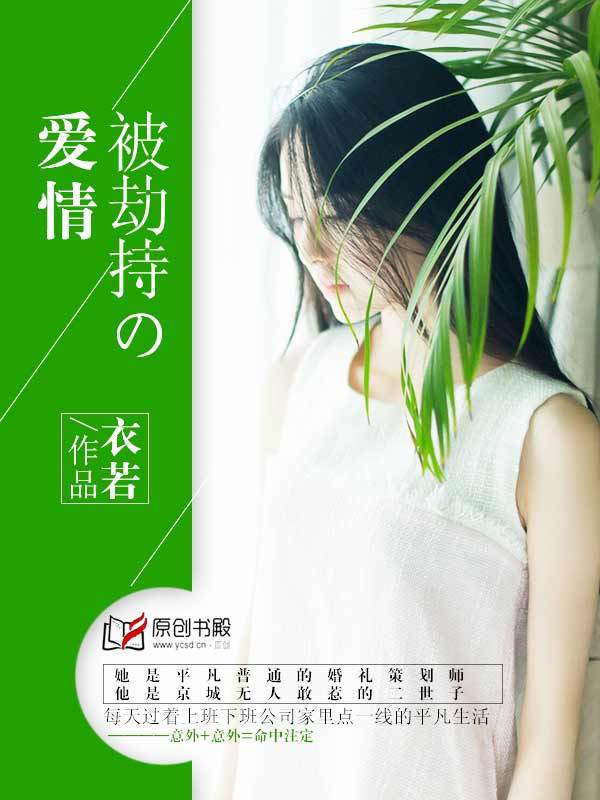 被劫持の
爱情
衣若
作品
原创书殿
www.ycsd.cn - 原创
她是平凡普通的婚礼策划师
他是京城无人敢惹的二世子
每天过着上班下班公司家里点一线的平凡生活
————意外+意外=命中注定